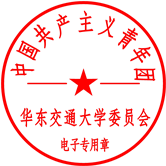 中国共产主义青年团
华东交通大学委员会
电子专用章